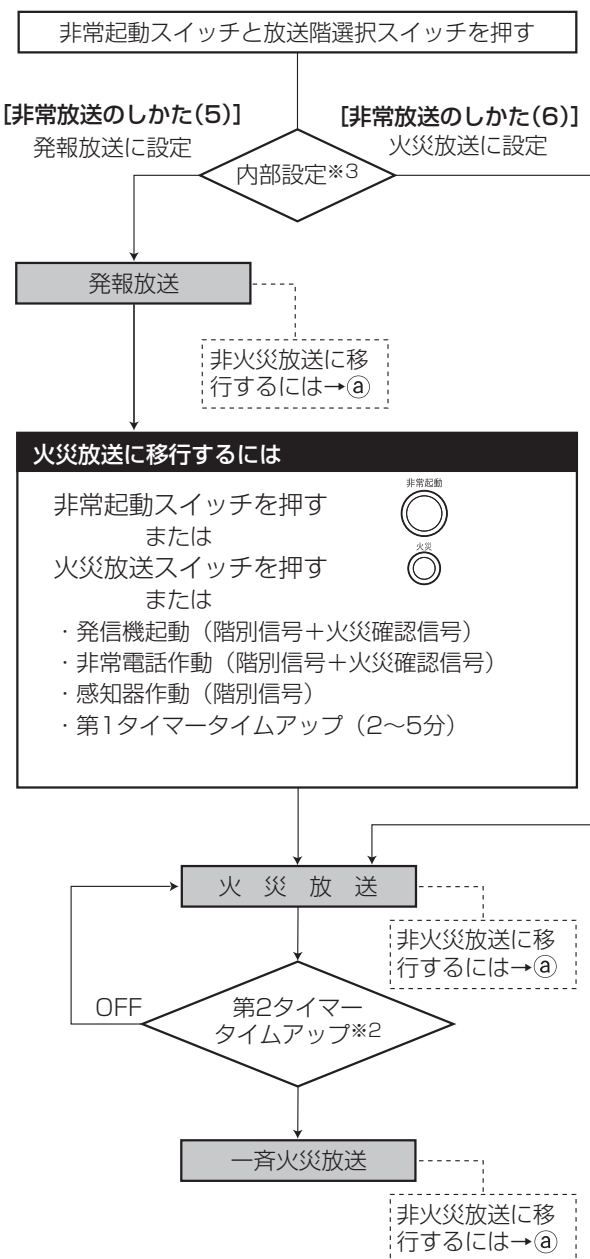 非常起動スイッチと放送階選択スイッチを押す
[非常放送のしかた(5)]
発報放送に設定
[非常放送のしかた(6)]
火災放送に設定
内部設定※3
発報放送
非火災放送に移
行するには→ⓐ
火災放送に移行するには
非常起動スイッチを押す
非常起動
または
火災放送スイッチを押す
火災
または
・発信機起動（階別信号＋火災確認信号）
・非常電話作動（階別信号＋火災確認信号）
・感知器作動（階別信号）
・第1タイマータイムアップ（2～5分）
火 災 放 送
非火災放送に移
行するには→ⓐ
OFF
第2タイマー
タイムアップ※2
一斉火災放送
非火災放送に移
行するには→ⓐ